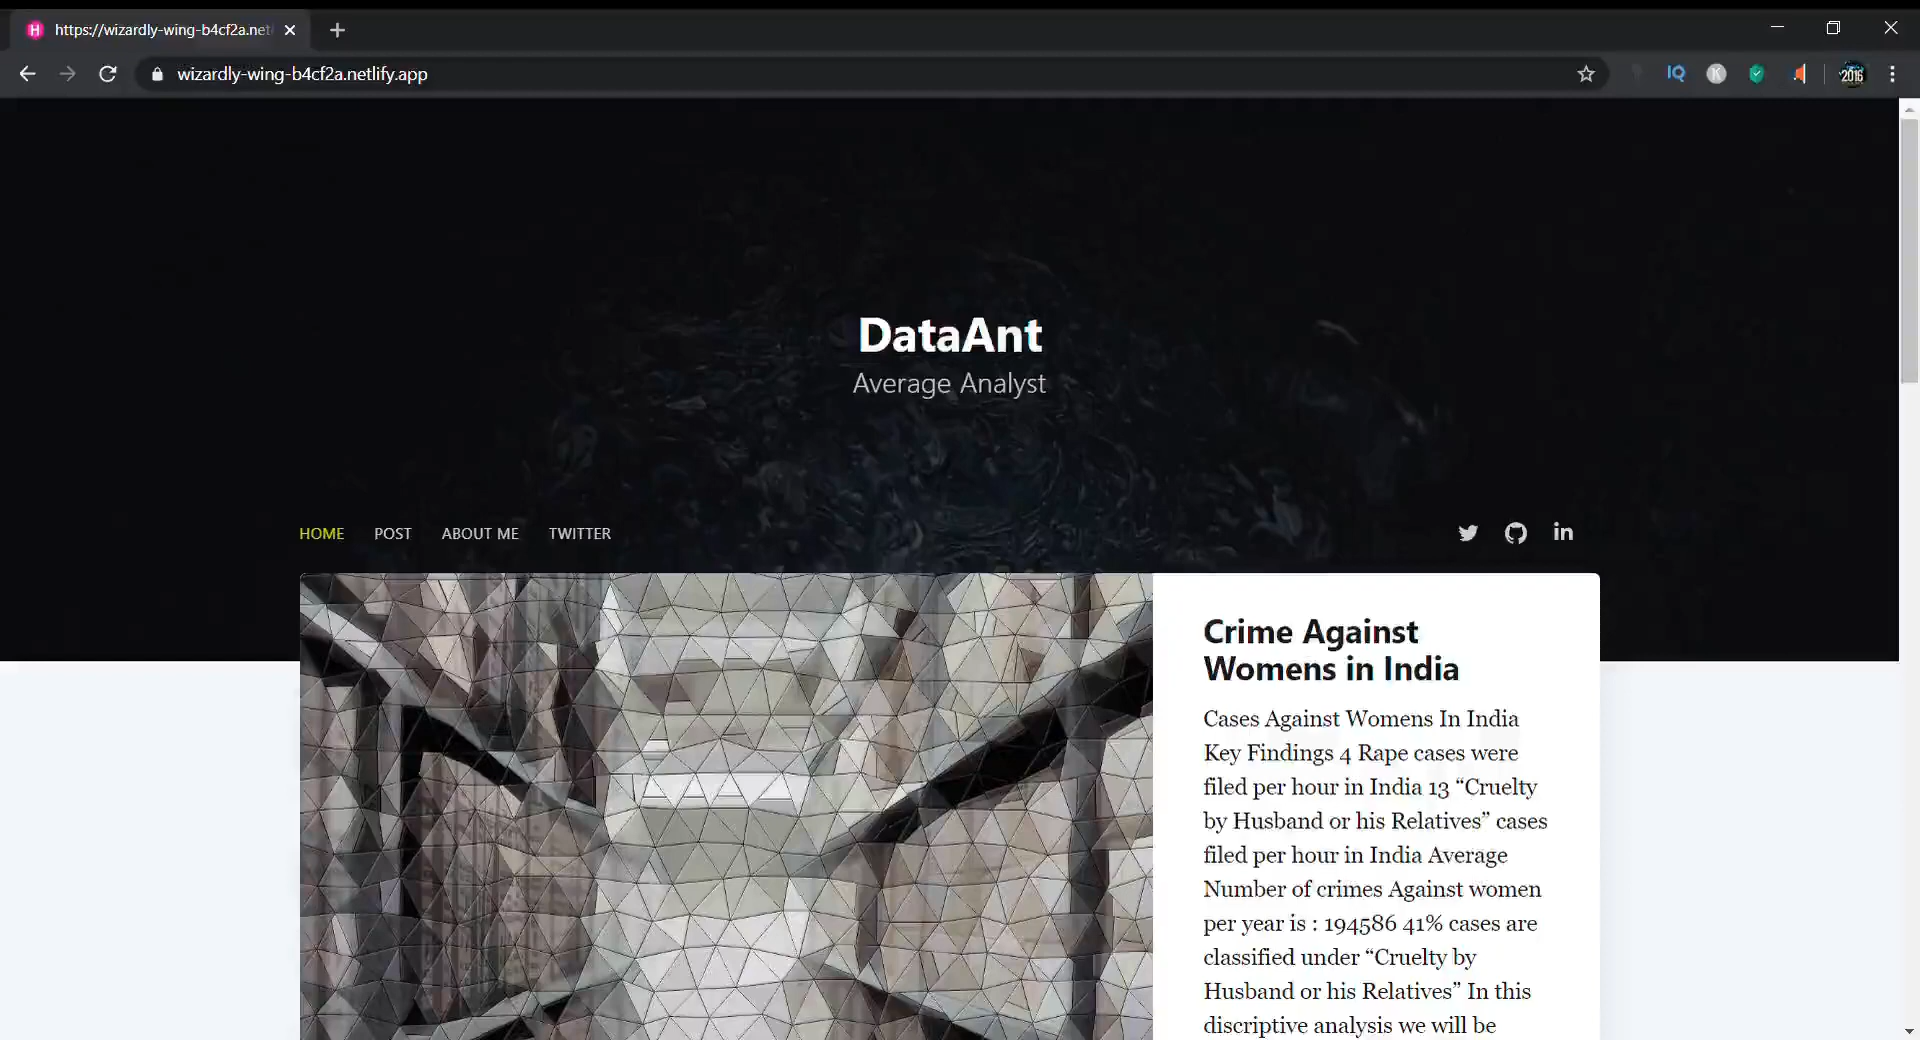 https://wizardly-wing-b4cf2a.net
wizardly-wing-b4cf2a.netlify.app
IQ
K
2016
DataAnt
Average Analyst
HOME POST ABOUT ME TWITTER
in
Crime Against
Womens in India
Cases Against Womens In India
Key Findings 4 Rape cases were
filed per hour in India 13 “Cruelty
by Husband or his Relatives” cases
filed per hour in India Average
Number of crimes Against women
per year is : 194586 41% cases are
classified under “Cruelty by
Husband or his Relatives” In this
discriptive analysis we will be